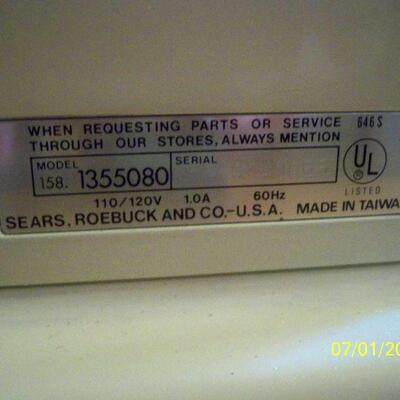 WHEN REQUESTING PARTS OR SERVICE 646 S
THROUGH OUR STORES, ALWAYS MENTION
MODEL SERIAL
158. 1355080
UL
LISTED
110/120V 1.0A 60Hz
SEARS, ROEBUCK AND CO.-U.S.A. MADE IN TAIWA
07/01/20